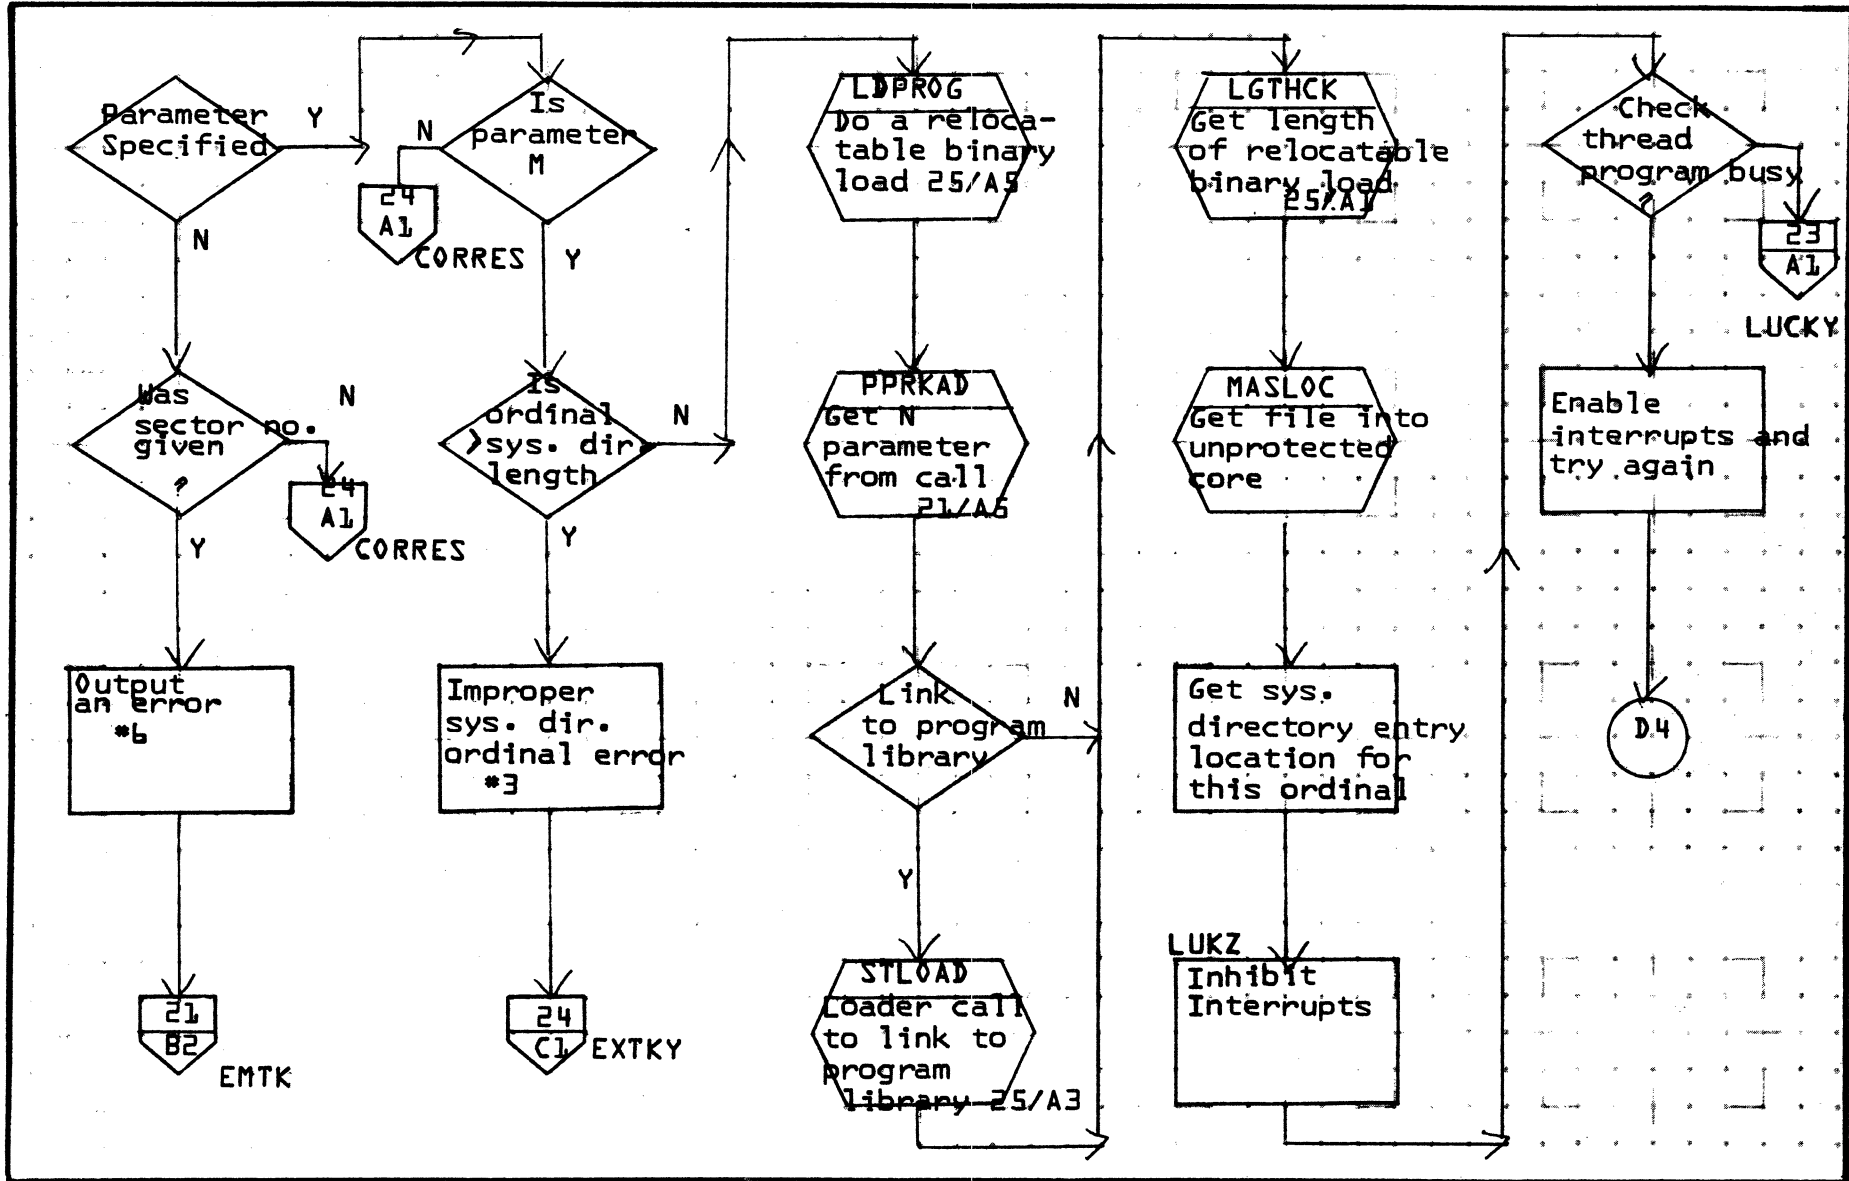 Parameter
Specified
Y
N
Was
sector no.
given
?
N
24
A1
CORRES
Y
Output
an error
#6
21
B2
EMTK
Is
parameter
M
N
24
A1
CORRES
Y
Is
ordinal
>sys. dir.
length
N
Y
Improper
sys. dir.
ordinal error
#3
24
C1
EXTKY
LDPROG
Do a reloca-
table binary
load 25/A5
PPRKAD
Get N
parameter
from call
21/A5
Link
to program
library
N
Y
STLOAD
Loader call
to link to
program
library 25/A3
LGTHCK
Get length
of relocatable
binary load
25/A1
MASLOC
Get file into
unprotected
core
Get sys.
directory entry
location for
this ordinal
LUKZ
Inhibit
Interrupts
Check
thread
program busy
?
23
A1
LUCKY
Enable
interrupts and
try again
D4